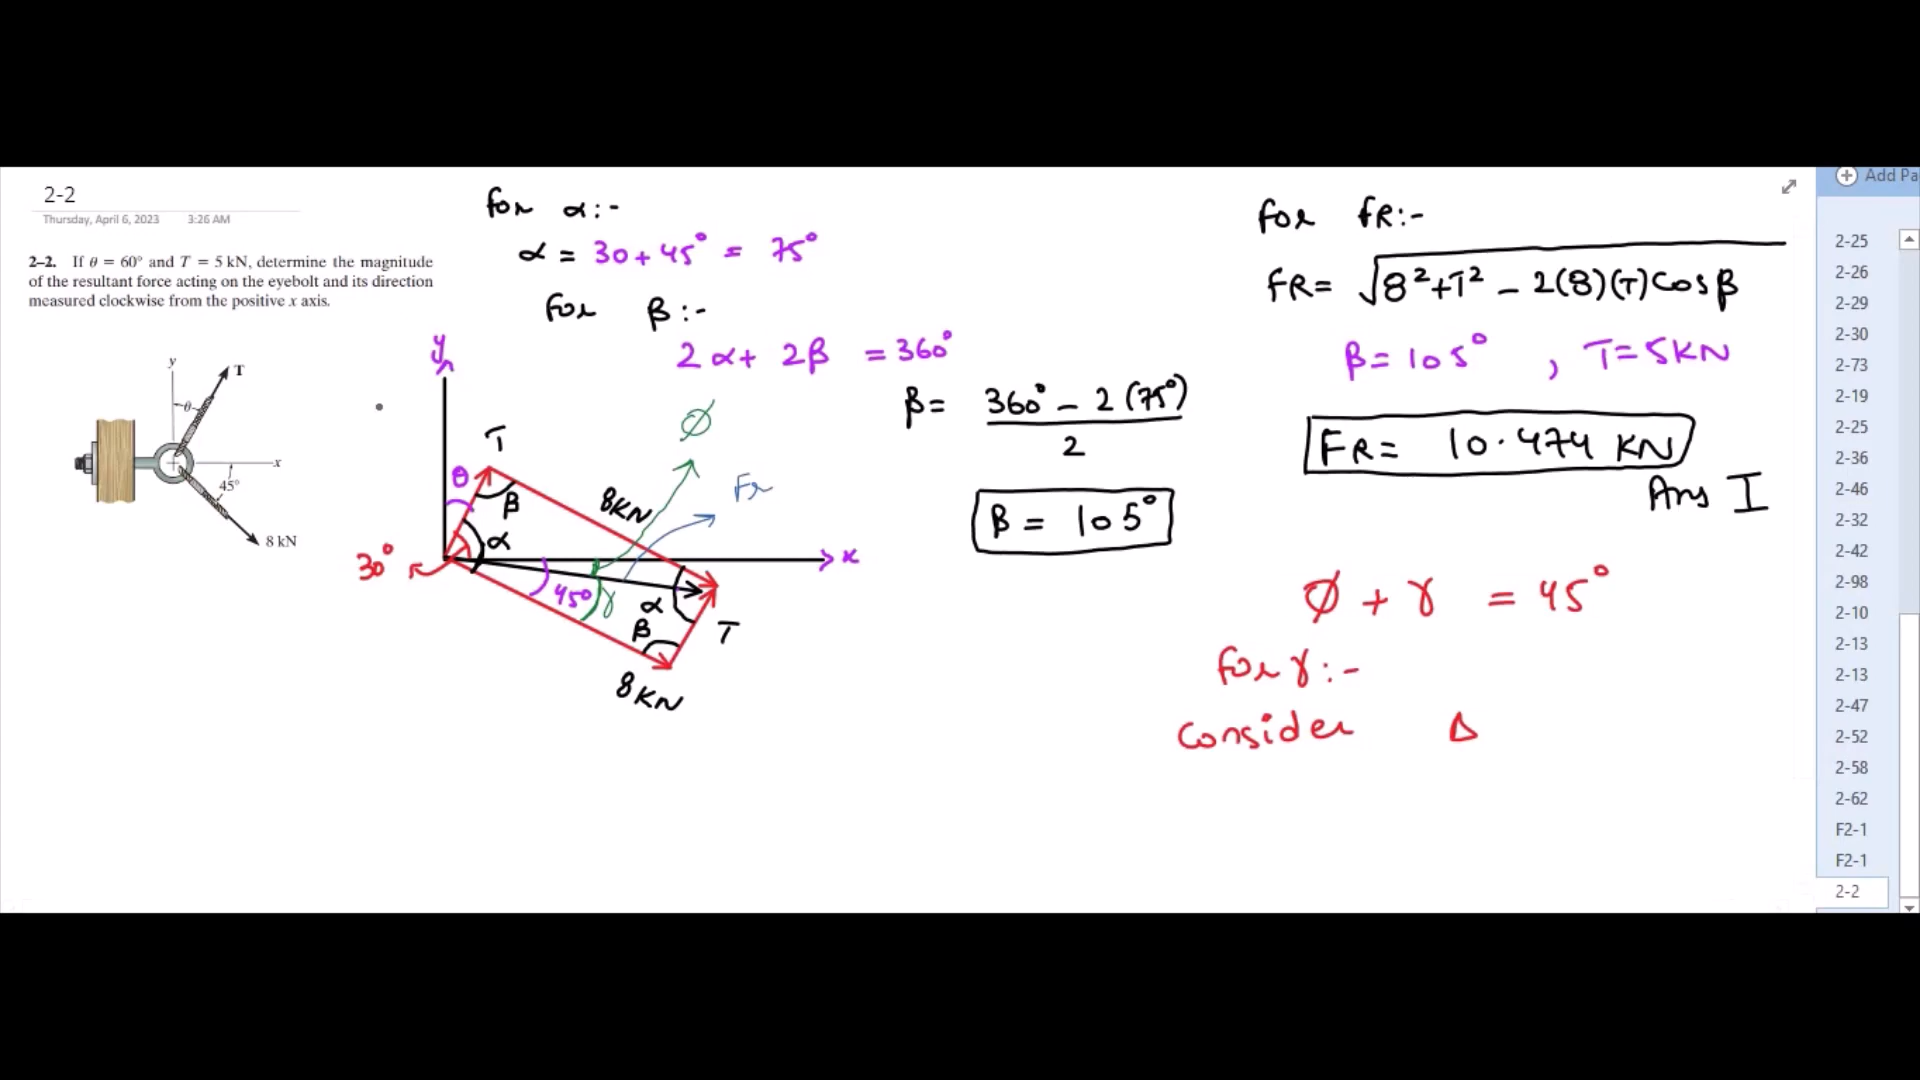 2-2
Thursday, April 6, 2023 3:26 AM
2–2. If θ = 60° and T = 5 kN, determine the magnitude
of the resultant force acting on the eyebolt and its direction
measured clockwise from the positive x axis.
y
T
θ
x
45°
8 kN
for α:-
α = 30+45° = 75°
for β:-
2α+ 2β = 360°
β= 360° - 2(75°)
2
β = 105°
y
T
θ
β
α
30°
8KN
ϕ
Fr
x
45°
γ
α
β
T
8KN
for FR:-
FR= √8²+T² - 2(8)(T)Cosβ
β=105° , T=5KN
FR= 10.474 KN
Ans I
ϕ + γ = 45°
for γ:-
Consider Δ
Add Pa
2-25
2-26
2-29
2-30
2-73
2-19
2-25
2-36
2-46
2-32
2-42
2-98
2-10
2-13
2-13
2-47
2-52
2-58
2-62
F2-1
F2-1
2-2